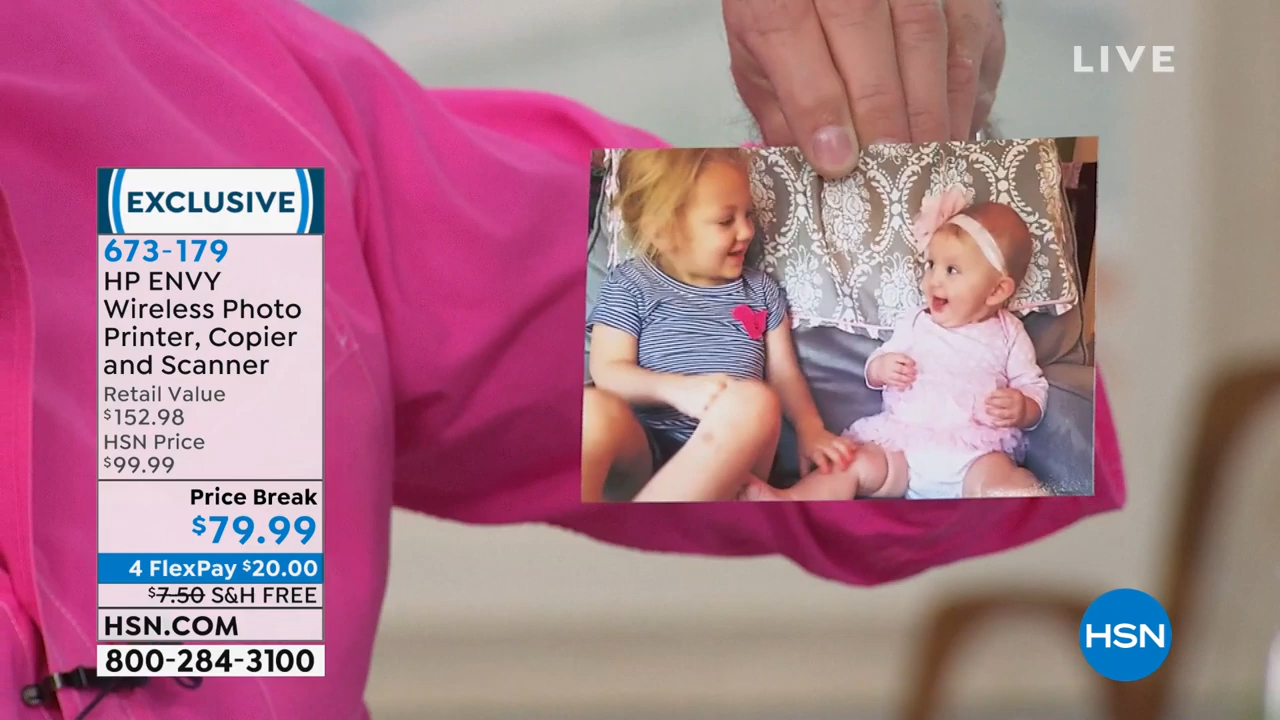 LIVE
EXCLUSIVE
673-179
HP ENVY
Wireless Photo
Printer, Copier
and Scanner
Retail Value
$152.98
HSN Price
$99.99
Price Break
$79.99
4 FlexPay $20.00
$7.50 S&H FREE
HSN.COM
800-284-3100
HSN